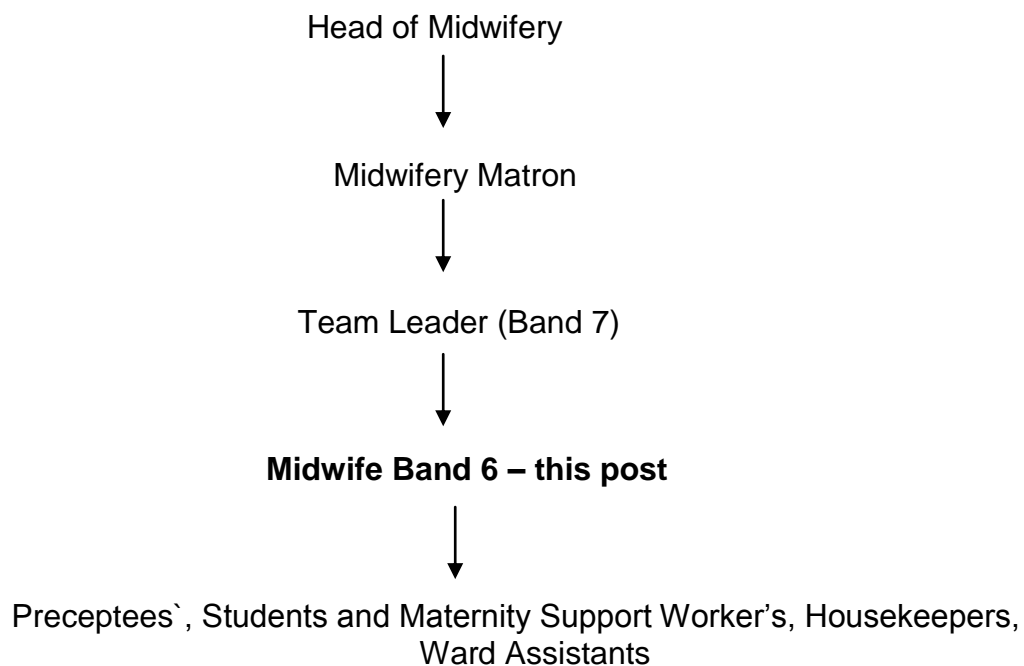 Head of Midwifery
Midwifery Matron
Team Leader (Band 7)
Midwife Band 6 – this post
Preceptees`, Students and Maternity Support Worker’s, Housekeepers,
Ward Assistants